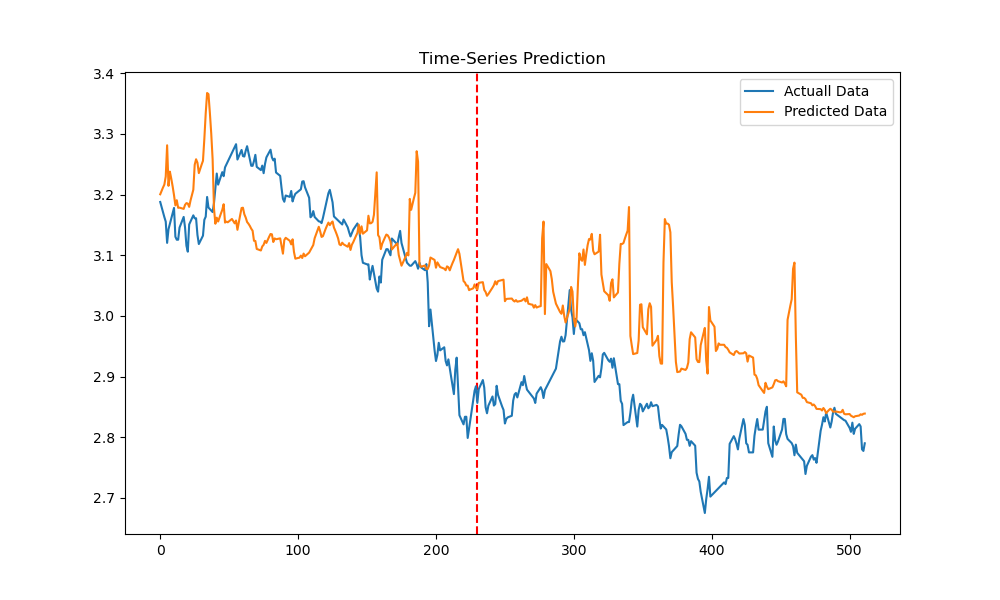 Time-Series Prediction
Actuall Data
Predicted Data
3.4
3.3
3.2
3.1
3.0
2.9
2.8
2.7
0 100 200 300 400 500